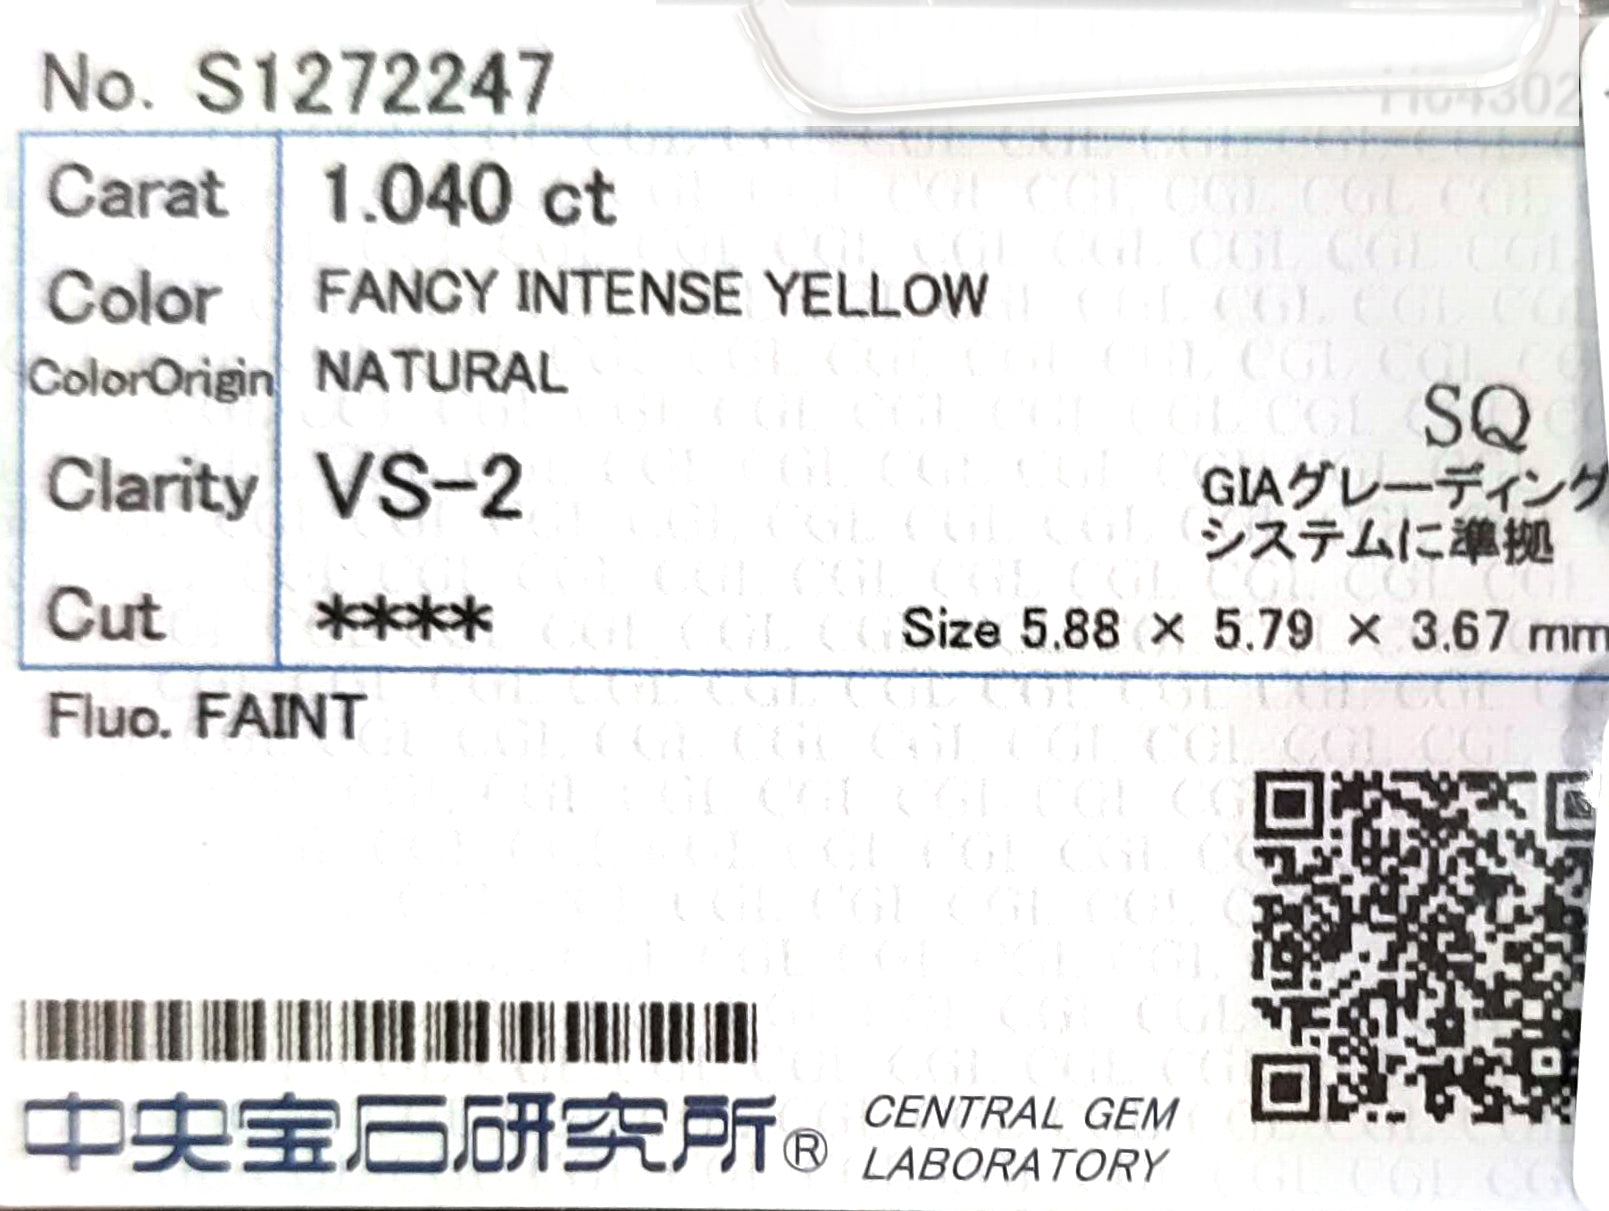 No. S1272247
Carat 1.040 ct
Color FANCY INTENSE YELLOW
ColorOrigin NATURAL
SQ
Clarity VS-2
GIAグレーディング
システムに準拠
Cut ****
Size 5.88 × 5.79 × 3.67 mm
Fluo. FAINT
中央宝石研究所®
CENTRAL GEM
LABORATORY